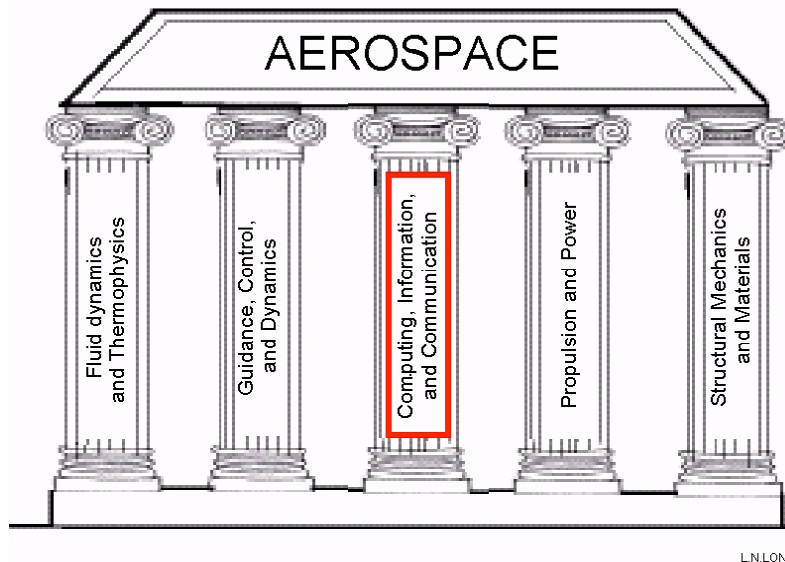 AEROSPACE
Fluid dynamics
and Thermophysics
Guidance, Control,
and Dynamics
Computing, Information,
and Communication
Propulsion and Power
Structural Mechanics
and Materials
L.N.LON